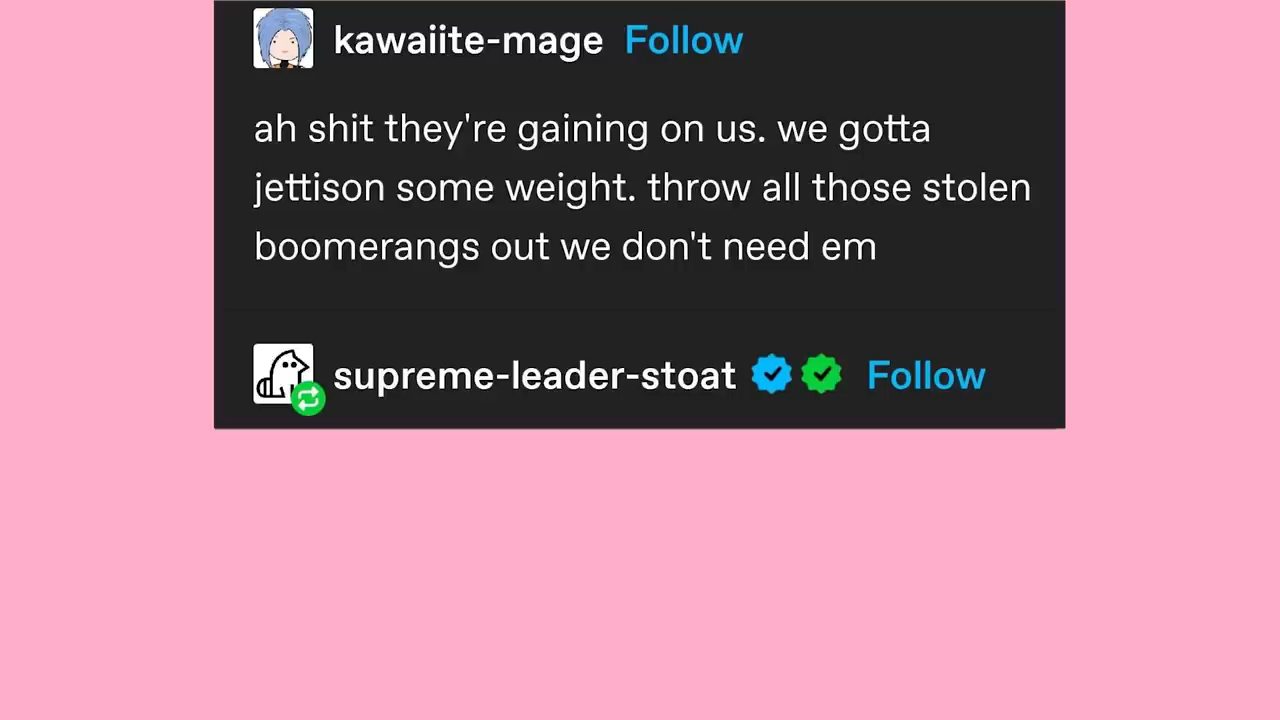 kawaiite-mage Follow
ah shit they're gaining on us. we gotta
jettison some weight. throw all those stolen
boomerangs out we don't need em
supreme-leader-stoat Follow